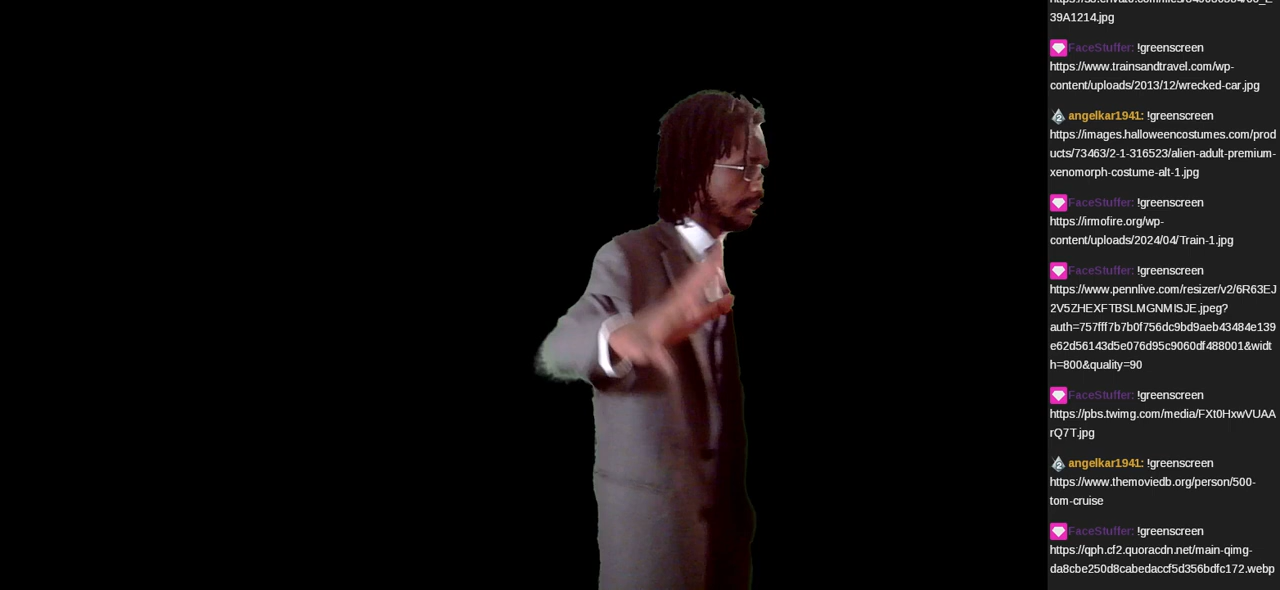 39A1214.jpg
FaceStuffer: !greenscreen
https://www.trainsandtravel.com/wp-
content/uploads/2013/12/wrecked-car.jpg
angelkar1941: !greenscreen
https://images.halloweencostumes.com/prod
ucts/73463/2-1-316523/alien-adult-premium-
xenomorph-costume-alt-1.jpg
FaceStuffer: !greenscreen
https://irmofire.org/wp-
content/uploads/2024/04/Train-1.jpg
FaceStuffer: !greenscreen
https://www.pennlive.com/resizer/v2/6R63EJ
2V5ZHEXFTBSLMGNMISJE.jpeg?
auth=757fff7b7b0f756dc9bd9aeb43484e139
e62d56143d5e076d95c9060df488001&widt
h=800&quality=90
FaceStuffer: !greenscreen
https://pbs.twimg.com/media/FXt0HxwVUAA
rQ7T.jpg
angelkar1941: !greenscreen
https://www.themoviedb.org/person/500-
tom-cruise
FaceStuffer: !greenscreen
https://qph.cf2.quoracdn.net/main-qimg-
da8cbe250d8cabedaccf5d356bdfc172.webp